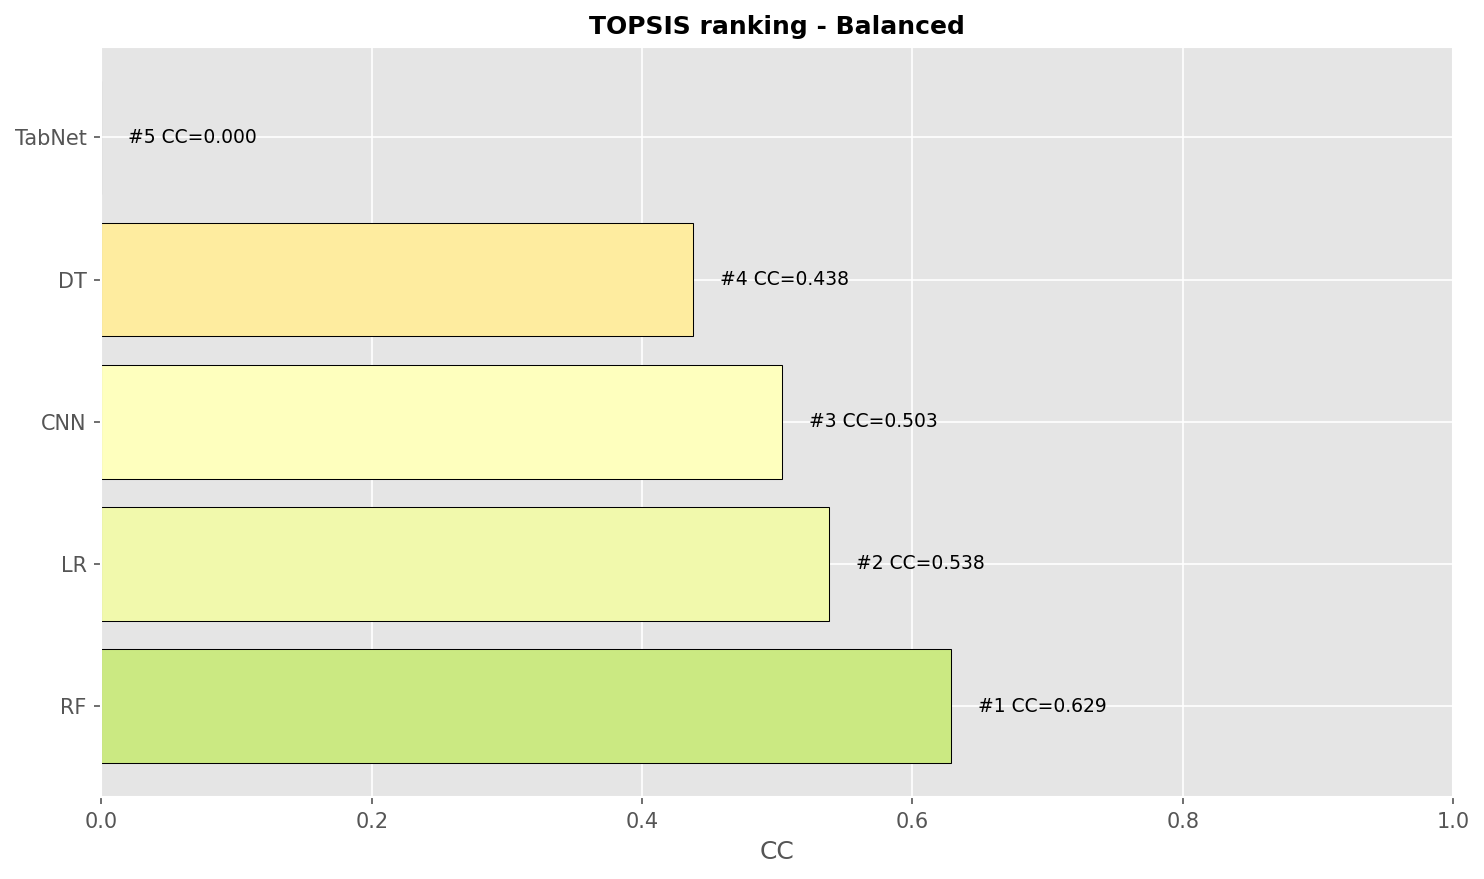 TOPSIS ranking - Balanced
TabNet
#5 CC=0.000
DT
#4 CC=0.438
CNN
#3 CC=0.503
LR
#2 CC=0.538
RF
#1 CC=0.629
0.0
0.2
0.4
0.6
0.8
1.0
CC